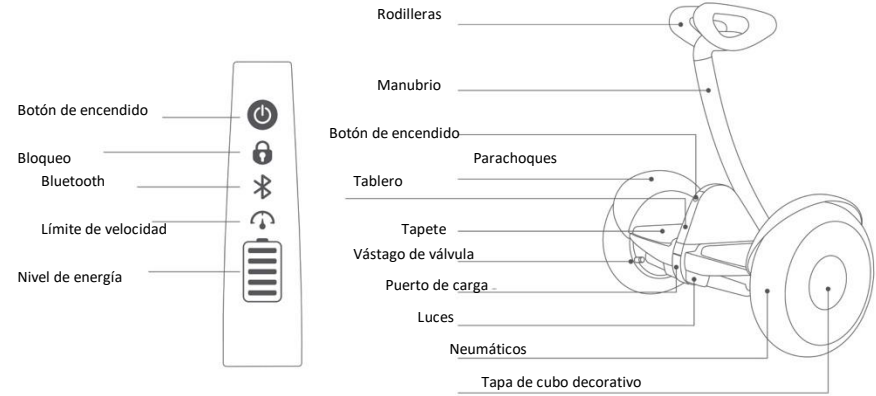 Botón de encendido
Bloqueo
Bluetooth
Límite de velocidad
Nivel de energía
Rodilleras
Manubrio
Botón de encendido
Parachoques
Tablero
Tapete
Vástago de válvula
Puerto de carga
Luces
Neumáticos
Tapa de cubo decorativo